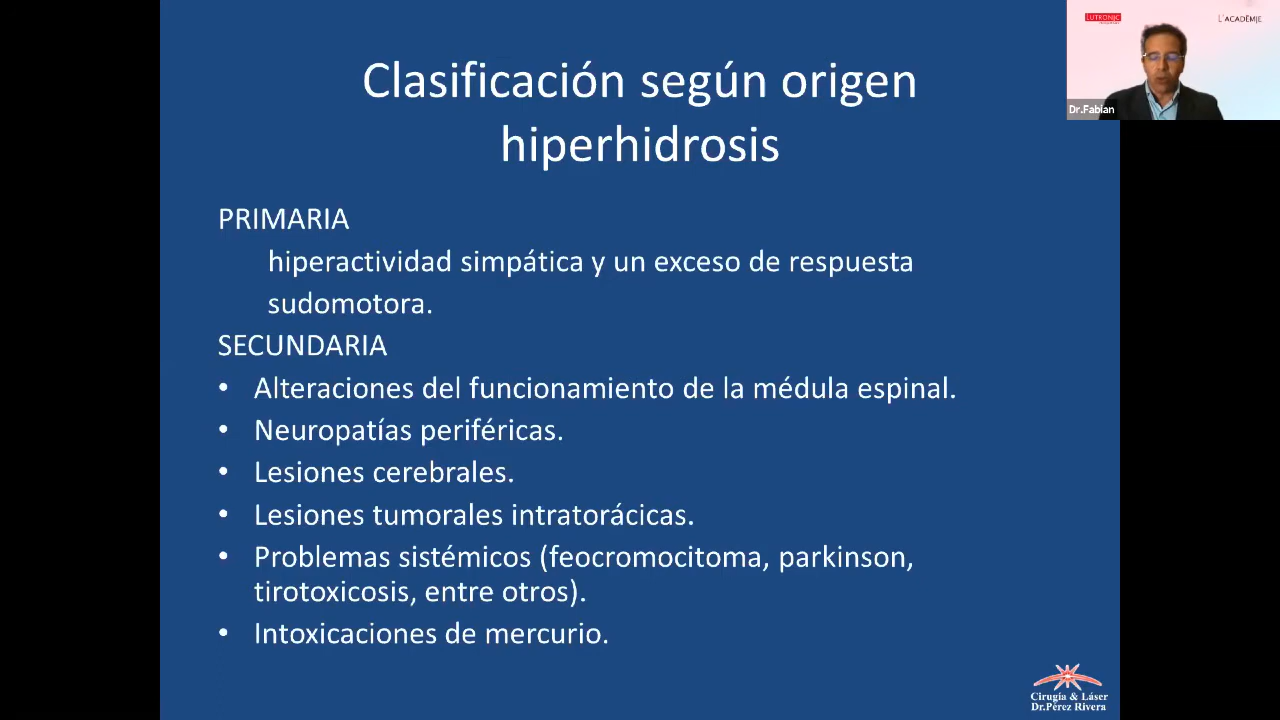 Clasificación según origen
hiperhidrosis
PRIMARIA
hiperactividad simpática y un exceso de respuesta
sudomotora.
SECUNDARIA
• Alteraciones del funcionamiento de la médula espinal.
• Neuropatías periféricas.
• Lesiones cerebrales.
• Lesiones tumorales intratorácicas.
• Problemas sistémicos (feocromocitoma, parkinson,
tirotoxicosis, entre otros).
• Intoxicaciones de mercurio.
Cirugía & Láser
Dr.Pérez Rivera
LUTRONIC
L'ACADÉMIE
Dr.Fabian